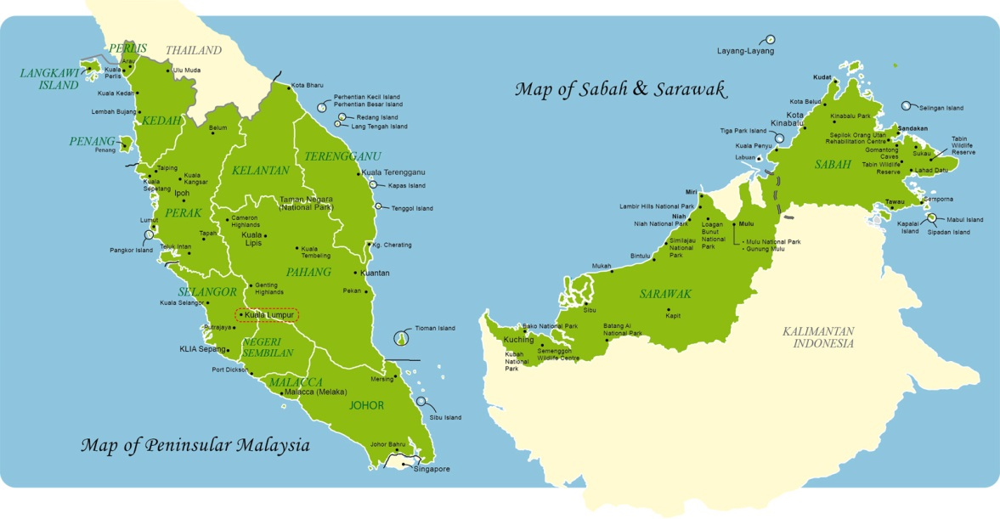 PERLIS
THAILAND
LANGKAWI
ISLAND
Arau
Kuala
Perlis
Ulu Muda
Kuala Kedah
Lembah Bujang
KEDAH
Kota Bharu
Perhentian Kecil Island
Perhentian Besar Island
Redang Island
Lang Tengah Island
Belum
PENANG
Penang
TERENGGANU
KELANTAN
Taiping
Kuala
Sepetang
Kuala
Kangsar
Ipoh
PERAK
Kuala Terengganu
Kapas Island
Taman Negara
(National Park)
Tenggol Island
Lumut
Cameron
Highlands
Tapah
Kuala
Lipis
Pangkor Island
Teluk Intan
Kuala
Tembeling
Kg. Cherating
PAHANG
Kuantan
Genting
Highlands
Pekan
SELANGOR
Kuala Selangor
Kuala Lumpur
Putrajaya
Tioman Island
NEGERI
SEMBILAN
KLIA Sepang
Port Dickson
MALACCA
Malacca (Melaka)
Mersing
JOHOR
Sibu Island
Johor Bahru
Singapore
Map of Peninsular Malaysia
Layang-Layang
Map of Sabah & Sarawak
Kudat
Kota Belud
Selingan Island
Kota
Kinabalu
Kinabalu Park
Tiga Park Island
Sandakan
Sepilok Orang Utan
Rehabilitation Centre
Kuala Penyu
Gomantong
Caves
Sukau
Tabin
Wildlife
Reserve
Labuan
SABAH
Tabin Wildlife
Reserve
Lahad Datu
Miri
Lambir Hills National Park
Tawau
Semporna
Niah
Niah National Park
Loagan
Bunut
National
Park
Mulu
Kapalai
Island
Mabul Island
Sipadan Island
Similajau
National
Park
• Mulu National Park
• Gunung Mulu
Bintulu
Mukah
SARAWAK
Sibu
Kapit
Bako National Park
Batang Ai
National Park
KALIMANTAN
INDONESIA
Kuching
Semenggoh
Wildlife Centre
Kubah
National
Park